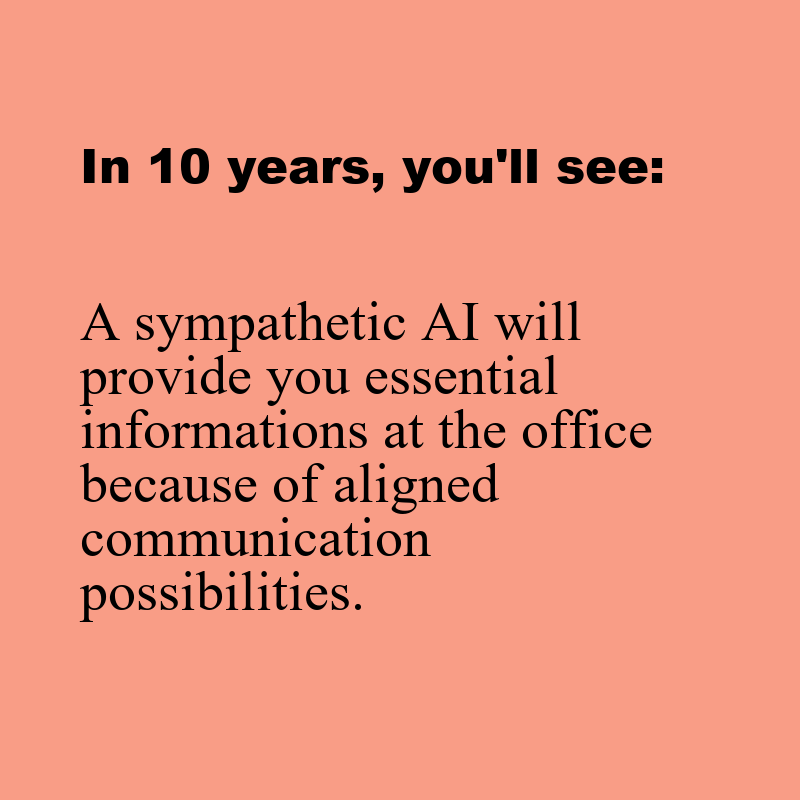 In 10 years, you'll see:
A sympathetic AI will
provide you essential
informations at the office
because of aligned
communication
possibilities.